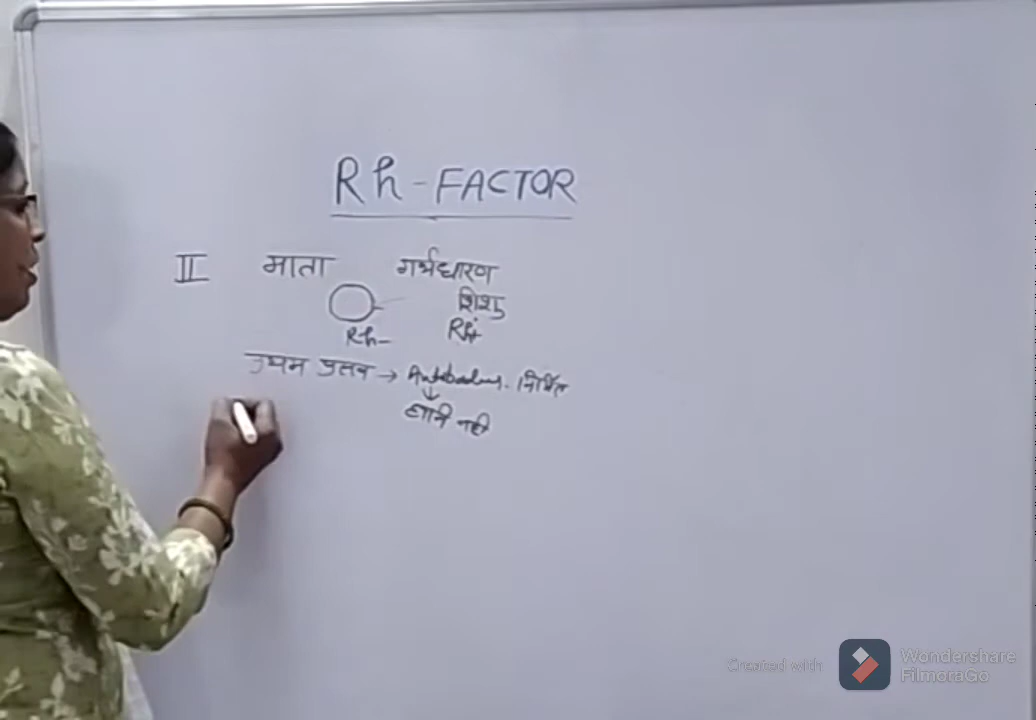 Rh - FACTOR
II माता गर्भधारण
शिशु
Rh- Rh+
प्रथम प्रसव → Antibodies निर्मित
↓
हानि नही
Created with
Wondershare
FilmoraGo